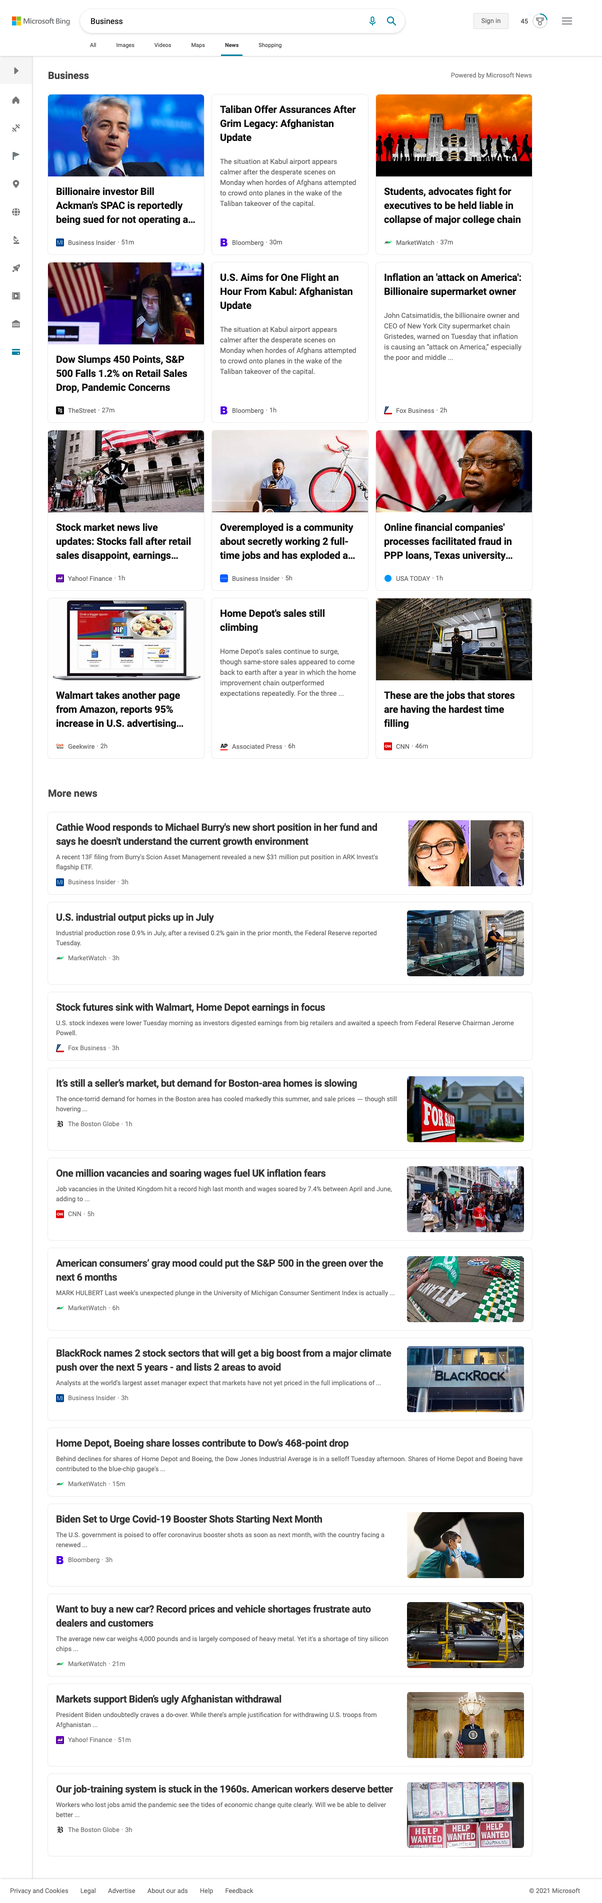 Microsoft Bing
Business
Sign in
45
All
Images
Videos
Maps
News
Shopping
Business
Powered by Microsoft News
Billionaire investor Bill
Ackman's SPAC is reportedly
being sued for not operating a...
Business Insider · 51m
Taliban Offer Assurances After
Grim Legacy: Afghanistan
Update
The situation at Kabul airport appears
calmer after the desperate scenes on
Monday when hordes of Afghans attempted
to crowd onto planes in the wake of the
Taliban takeover of the capital.
Bloomberg · 30m
Students, advocates fight for
executives to be held liable in
collapse of major college chain
MarketWatch · 37m
Dow Slumps 450 Points, S&P
500 Falls 1.2% on Retail Sales
Drop, Pandemic Concerns
TheStreet · 27m
U.S. Aims for One Flight an
Hour From Kabul: Afghanistan
Update
The situation at Kabul airport appears
calmer after the desperate scenes on
Monday when hordes of Afghans attempted
to crowd onto planes in the wake of the
Taliban takeover of the capital.
Bloomberg · 1h
Inflation an 'attack on America':
Billionaire supermarket owner
John Catsimatidis, the billionaire owner and
CEO of New York City supermarket chain
Gristedes, warned on Tuesday that inflation
is causing an "attack on America," especially
the poor and middle ...
Fox Business · 2h
Stock market news live
updates: Stocks fall after retail
sales disappoint, earnings...
Yahoo! Finance · 1h
Overemployed is a community
about secretly working 2 full-
time jobs and has exploded a...
Business Insider · 5h
Online financial companies'
processes facilitated fraud in
PPP loans, Texas university...
USA TODAY · 1h
Walmart takes another page
from Amazon, reports 95%
increase in U.S. advertising...
Geekwire · 2h
Home Depot's sales still
climbing
Home Depot's sales continue to surge,
though same-store sales appeared to come
back to earth after a year in which the home
improvement chain outperformed
expectations repeatedly. For the three ...
AP Associated Press · 6h
These are the jobs that stores
are having the hardest time
filling
CNN · 46m
More news
Cathie Wood responds to Michael Burry's new short position in her fund and
says he doesn't understand the current growth environment
A recent 13F filing from Burry's Scion Asset Management revealed a new $31 million put position in ARK Invest's
flagship ETF.
Business Insider · 3h
U.S. industrial output picks up in July
Industrial production rose 0.9% in July, after a revised 0.2% gain in the prior month, the Federal Reserve reported
Tuesday.
MarketWatch · 3h
Stock futures sink with Walmart, Home Depot earnings in focus
U.S. stock indexes were lower Tuesday morning as investors digested earnings from big retailers and awaited a speech from Federal Reserve Chairman Jerome
Powell.
Fox Business · 3h
It's still a seller's market, but demand for Boston-area homes is slowing
The once-torrid demand for homes in the Boston area has cooled markedly this summer, and sale prices — though still
hovering ...
The Boston Globe · 1h
FOR SALE
One million vacancies and soaring wages fuel UK inflation fears
Job vacancies in the United Kingdom hit a record high last month and wages soared by 7.4% between April and June,
adding to ...
CNN · 5h
American consumers' gray mood could put the S&P 500 in the green over the
next 6 months
MARK HULBERT Last week's unexpected plunge in the University of Michigan Consumer Sentiment Index is actually ...
MarketWatch · 6h
ATLANTA
BlackRock names 2 stock sectors that will get a big boost from a major climate
push over the next 5 years - and lists 2 areas to avoid
Analysts at the world's largest asset manager expect that markets have not yet priced in the full implications of ...
Business Insider · 3h
BLACKROCK
Home Depot, Boeing share losses contribute to Dow's 468-point drop
Behind declines for shares of Home Depot and Boeing, the Dow Jones Industrial Average is in a selloff Tuesday afternoon. Shares of Home Depot and Boeing have
contributed to the blue-chip gauge's ...
MarketWatch · 15m
Biden Set to Urge Covid-19 Booster Shots Starting Next Month
The U.S. government is poised to offer coronavirus booster shots as soon as next month, with the country facing a
renewed ...
Bloomberg · 3h
Want to buy a new car? Record prices and vehicle shortages frustrate auto
dealers and customers
The average new car weighs 4,000 pounds and is largely composed of heavy metal. Yet it's a shortage of tiny silicon
chips ...
MarketWatch · 21m
Markets support Biden's ugly Afghanistan withdrawal
President Biden undoubtedly craves a do-over. While there's ample justification for withdrawing U.S. troops from
Afghanistan ...
Yahoo! Finance · 51m
Our job-training system is stuck in the 1960s. American workers deserve better
Workers who lost jobs amid the pandemic see the tides of economic change quite clearly. Will we be able to deliver
better ...
The Boston Globe · 3h
HELP WANTED
HELP WANTED
HELP WANTED
Privacy and Cookies
Legal
Advertise
About our ads
Help
Feedback
© 2021 Microsoft